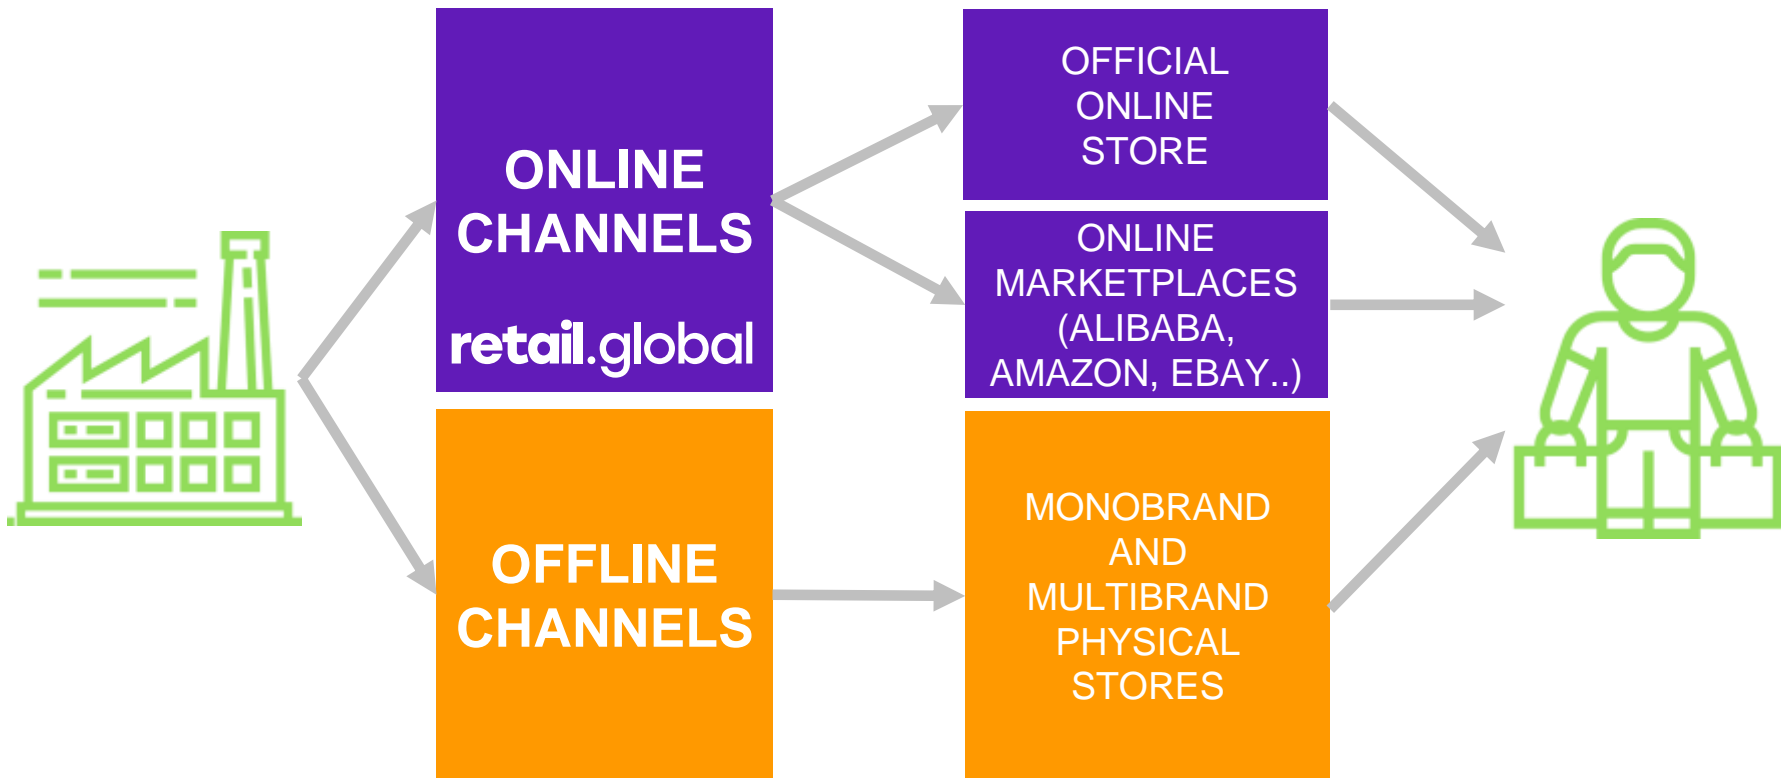 ONLINE
CHANNELS
retail.global
OFFLINE
CHANNELS
OFFICIAL
ONLINE
STORE
ONLINE
MARKETPLACES
(ALIBABA,
AMAZON, EBAY..)
MONOBRAND
AND
MULTIBRAND
PHYSICAL
STORES